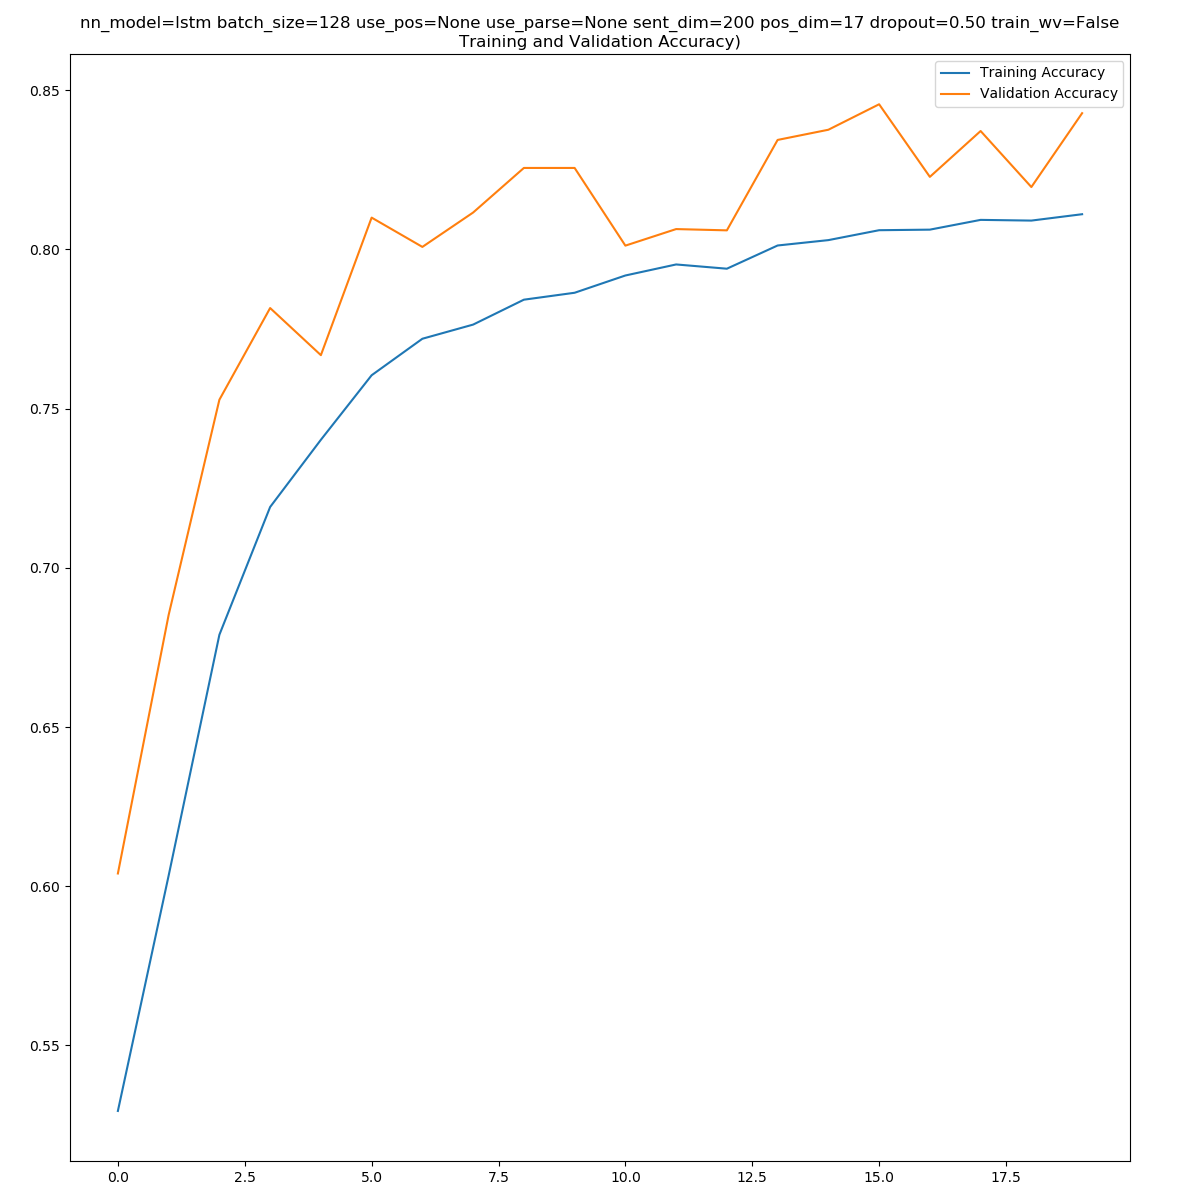 nn_model=lstm batch_size=128 use_pos=None use_parse=None sent_dim=200 pos_dim=17 dropout=0.50 train_wv=False
Training and Validation Accuracy)
Training Accuracy
Validation Accuracy
0.85
0.80
0.75
0.70
0.65
0.60
0.55
0.0 2.5 5.0 7.5 10.0 12.5 15.0 17.5